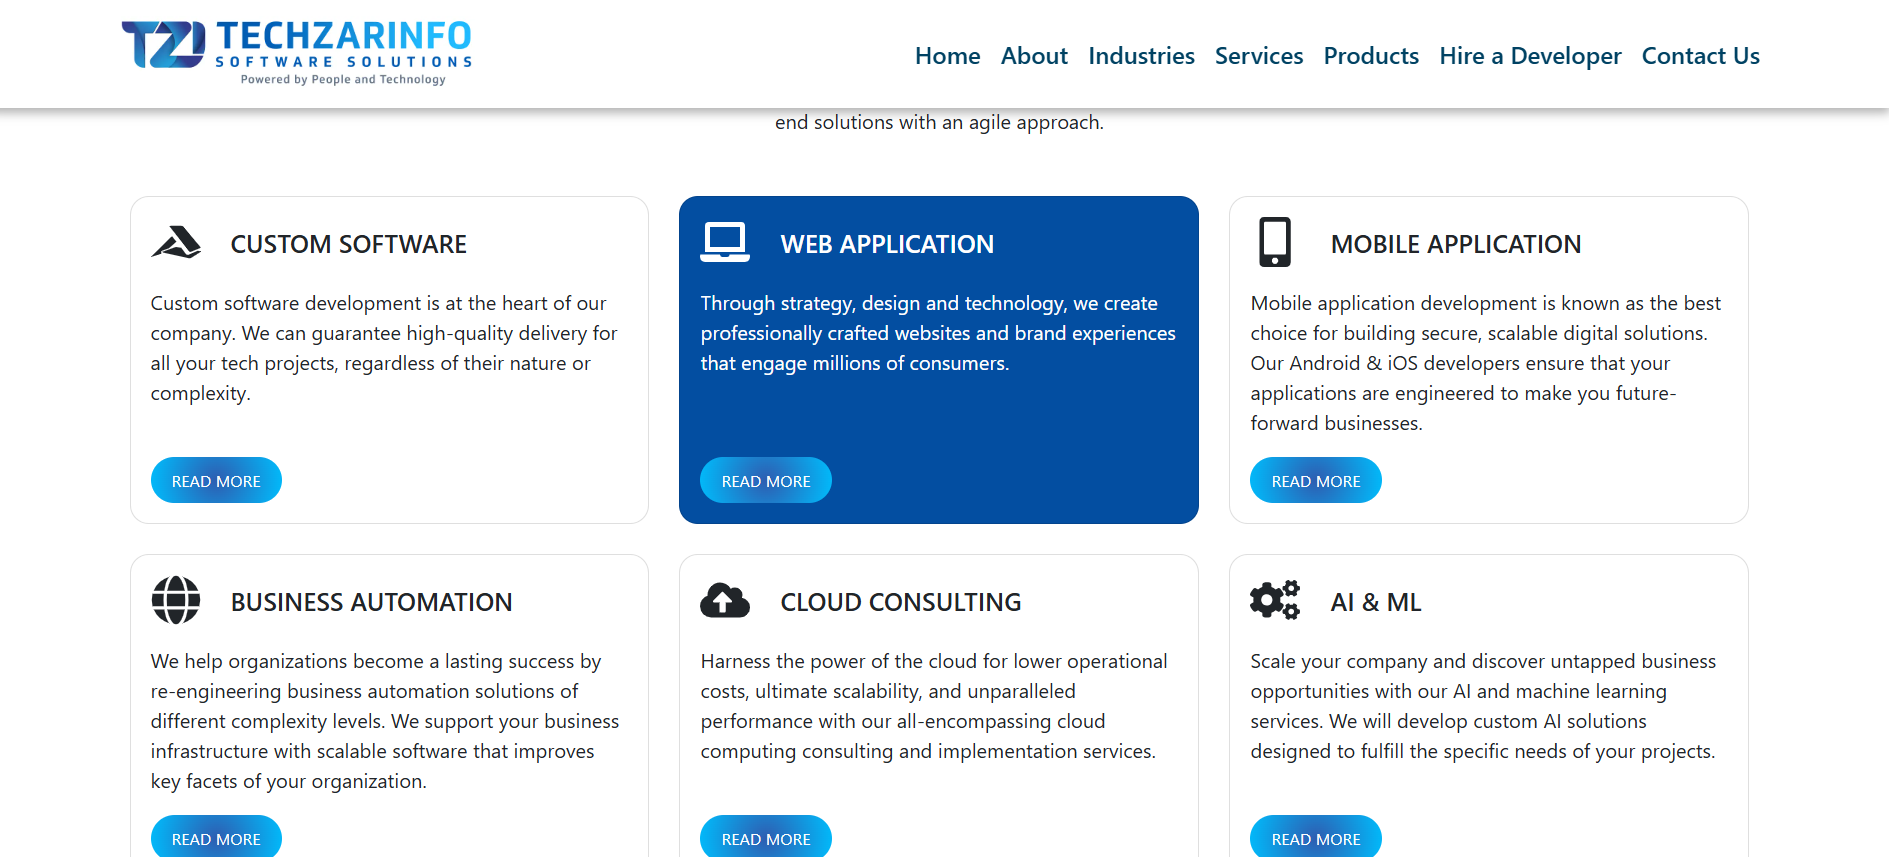 TECHZARINFO
SOFTWARE SOLUTIONS
Powered by People and Technology
Home About Industries Services Products Hire a Developer Contact Us
end solutions with an agile approach.
CUSTOM SOFTWARE
Custom software development is at the heart of our
company. We can guarantee high-quality delivery for
all your tech projects, regardless of their nature or
complexity.
READ MORE
WEB APPLICATION
Through strategy, design and technology, we create
professionally crafted websites and brand experiences
that engage millions of consumers.
READ MORE
MOBILE APPLICATION
Mobile application development is known as the best
choice for building secure, scalable digital solutions.
Our Android & iOS developers ensure that your
applications are engineered to make you future-
forward businesses.
READ MORE
BUSINESS AUTOMATION
We help organizations become a lasting success by
re-engineering business automation solutions of
different complexity levels. We support your business
infrastructure with scalable software that improves
key facets of your organization.
READ MORE
CLOUD CONSULTING
Harness the power of the cloud for lower operational
costs, ultimate scalability, and unparalleled
performance with our all-encompassing cloud
computing consulting and implementation services.
READ MORE
AI & ML
Scale your company and discover untapped business
opportunities with our AI and machine learning
services. We will develop custom AI solutions
designed to fulfill the specific needs of your projects.
READ MORE